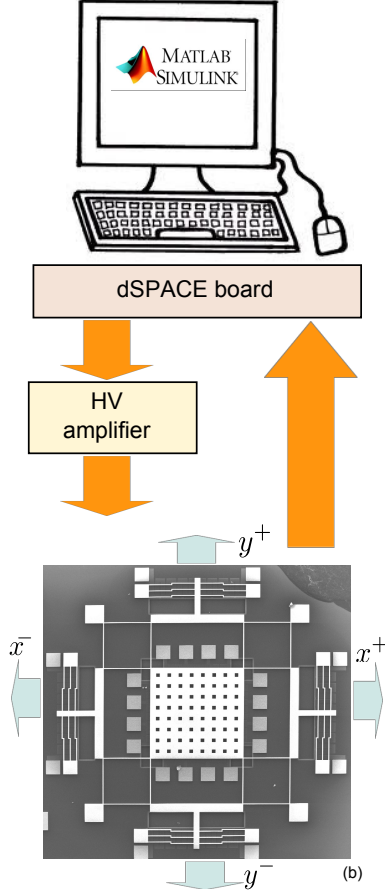 MATLAB
SIMULINK
dSPACE board
HV
amplifier
y+
x-
x+
y-
(b)